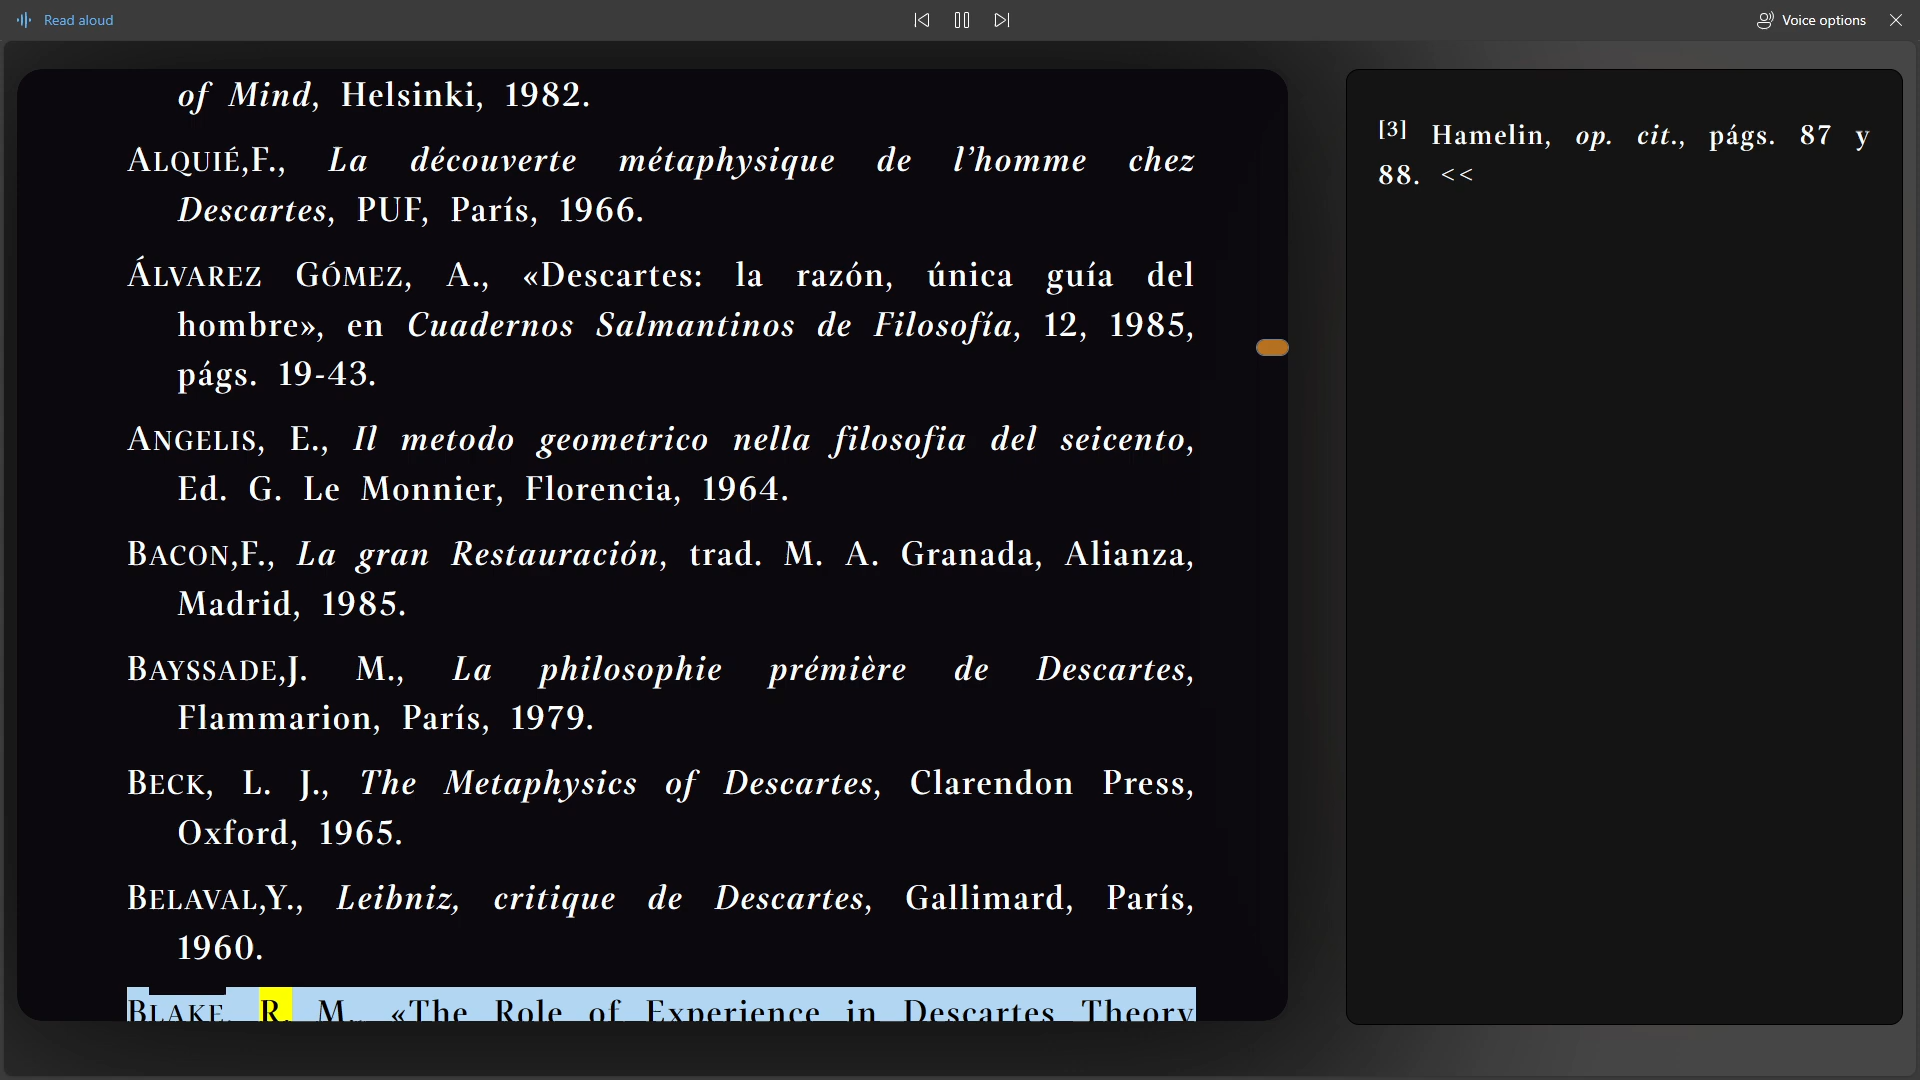 Read aloud
Voice options
of Mind, Helsinki, 1982.
ALQUIÉ,F., La découverte métaphysique de l’homme chez
Descartes, PUF, París, 1966.
ÁLVAREZ GÓMEZ, A., «Descartes: la razón, única guía del
hombre», en Cuadernos Salmantinos de Filosofía, 12, 1985,
págs. 19-43.
ANGELIS, E., Il metodo geometrico nella filosofia del seicento,
Ed. G. Le Monnier, Florencia, 1964.
BACON,F., La gran Restauración, trad. M. A. Granada, Alianza,
Madrid, 1985.
BAYSSADE,J. M., La philosophie prémière de Descartes,
Flammarion, París, 1979.
BECK, L. J., The Metaphysics of Descartes, Clarendon Press,
Oxford, 1965.
BELAVAL,Y., Leibniz, critique de Descartes, Gallimard, París,
1960.
BLAKE, R. M., «The Role of Experience in Descartes Theory
[3] Hamelin, op. cit., págs. 87 y
88. <<